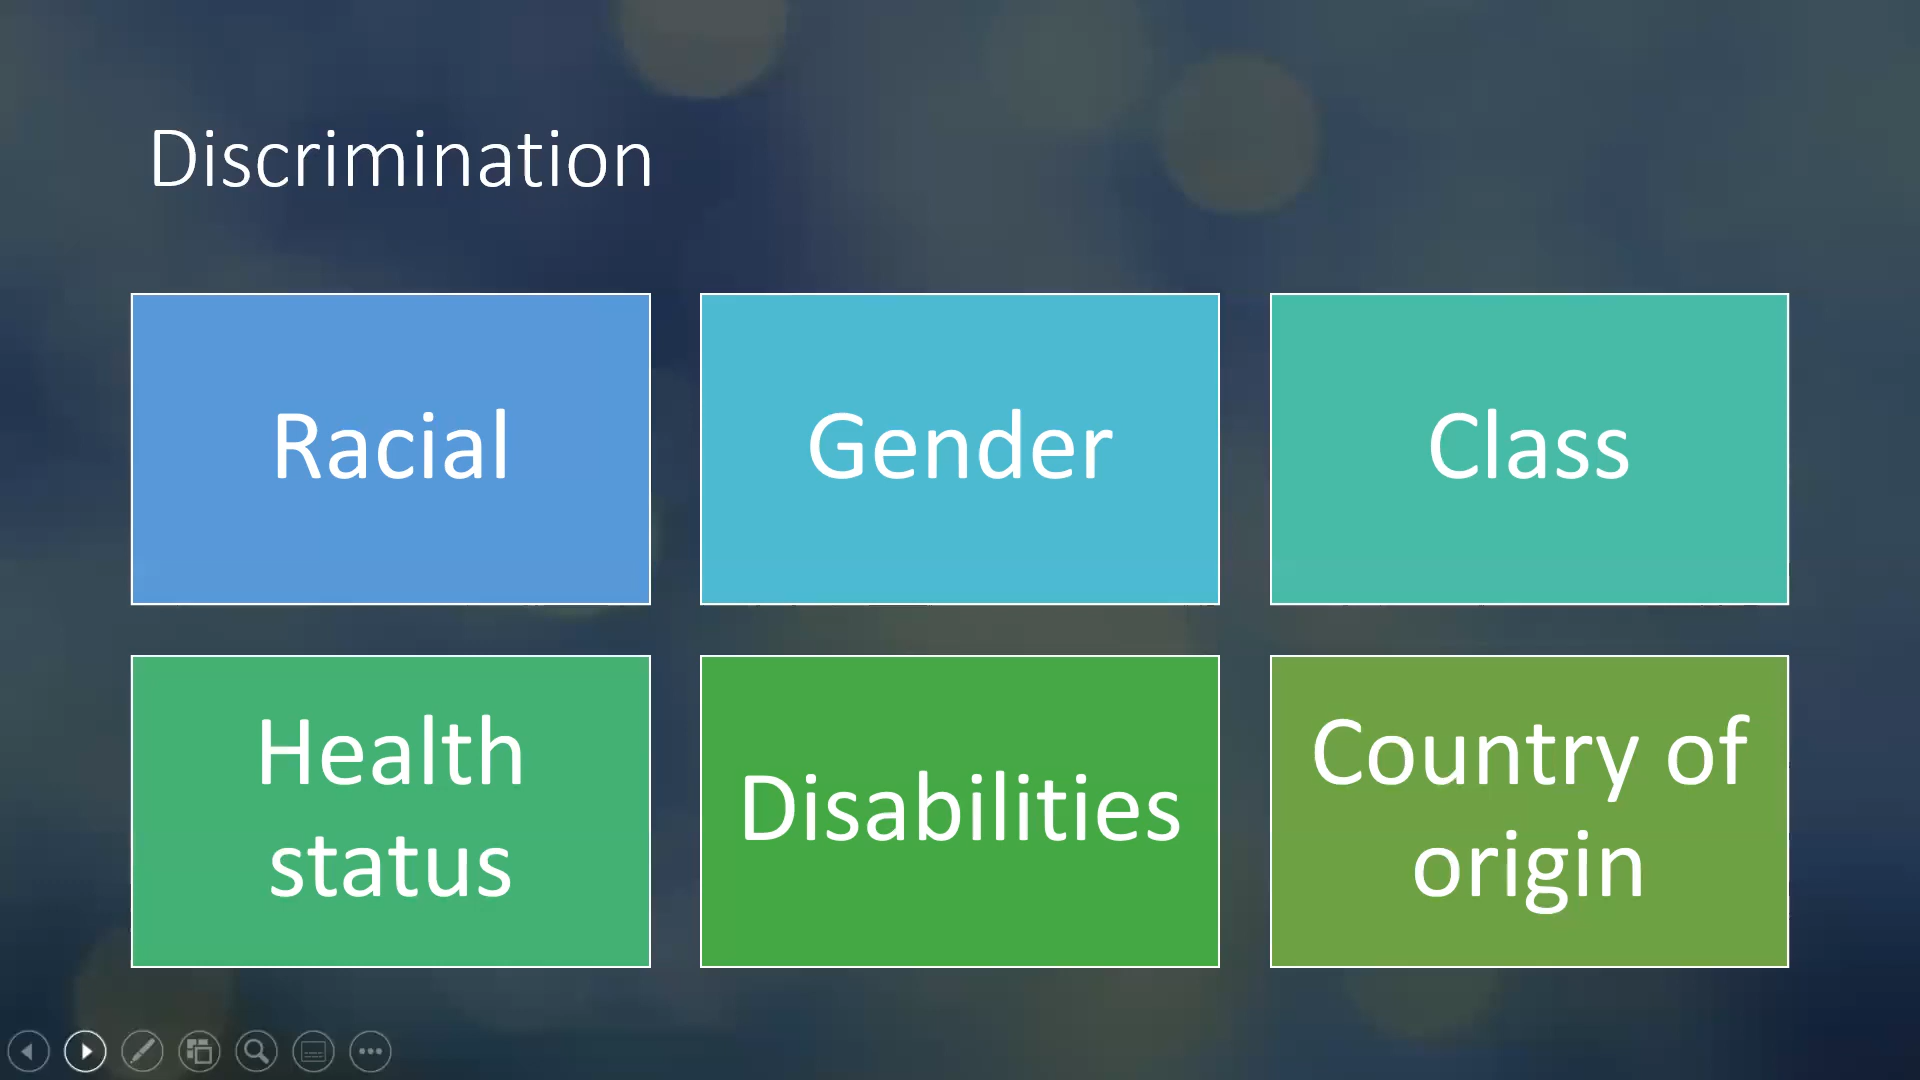 Discrimination
Racial
Gender
Class
Health
status
Disabilities
Country of
origin